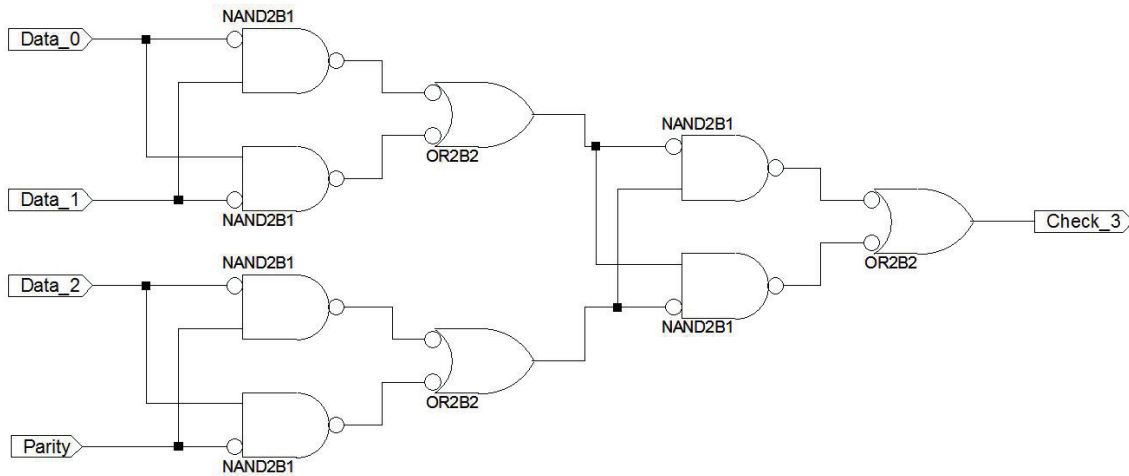 NAND2B1
Data_0
NAND2B1
OR2B2
Data_1
NAND2B1
Check_3
OR2B2
NAND2B1
Data_2
NAND2B1
OR2B2
Parity
NAND2B1